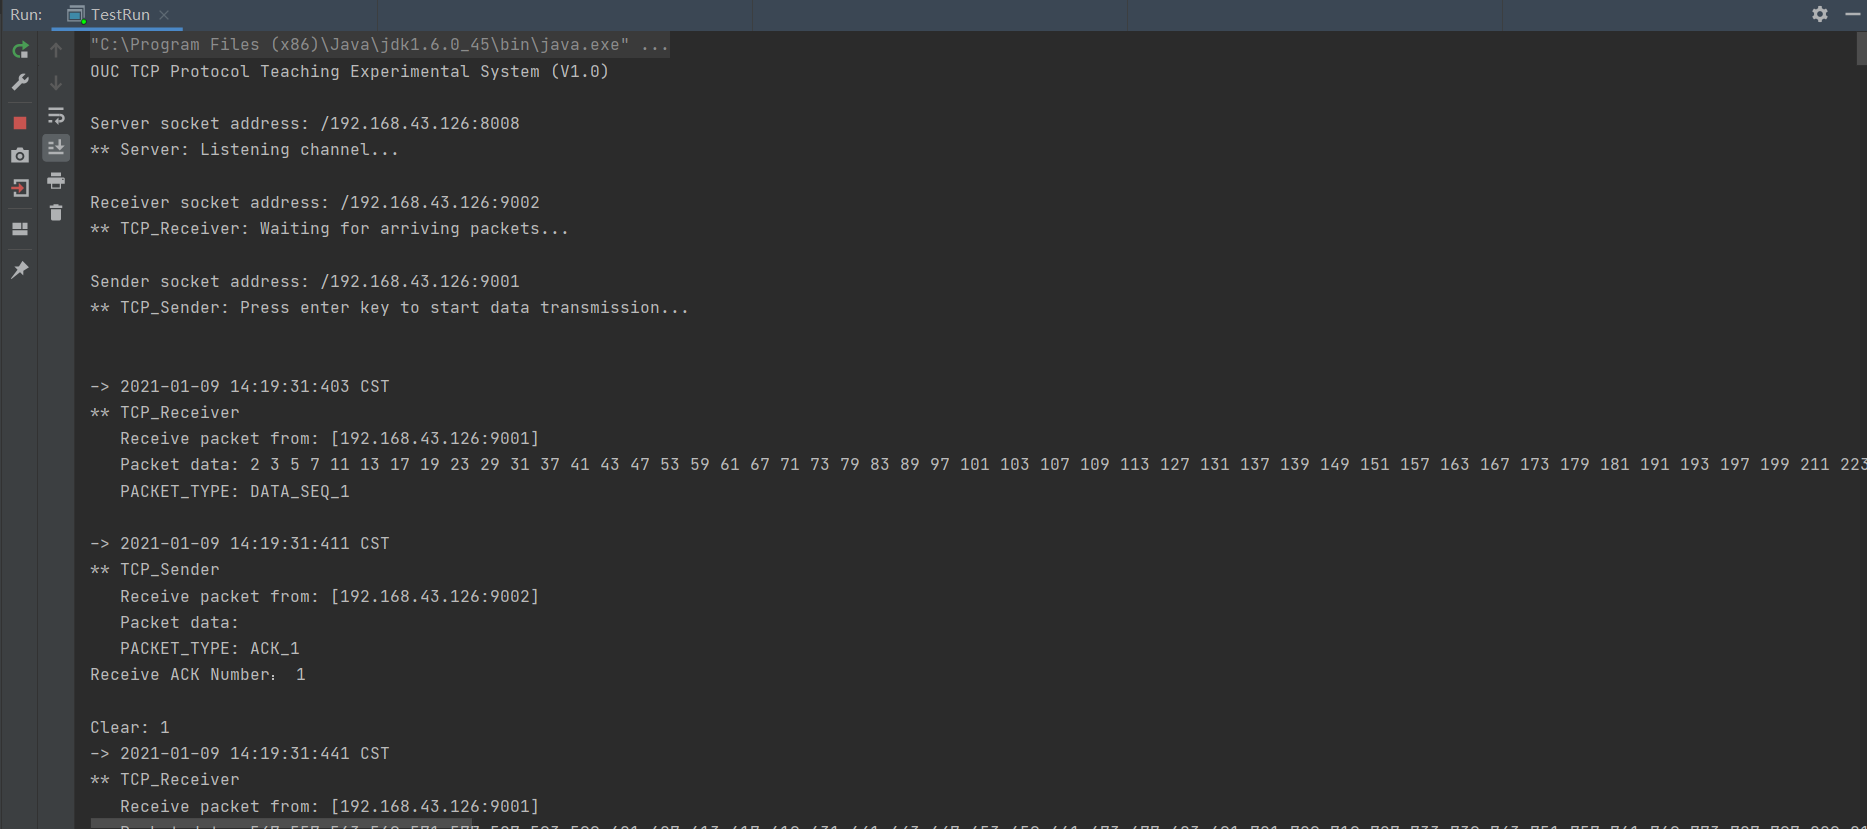 Run: TestRun
"C:\Program Files (x86)\Java\jdk1.6.0_45\bin\java.exe" ...
OUC TCP Protocol Teaching Experimental System (V1.0)
Server socket address: /192.168.43.126:8008
** Server: Listening channel...
Receiver socket address: /192.168.43.126:9002
** TCP_Receiver: Waiting for arriving packets...
Sender socket address: /192.168.43.126:9001
** TCP_Sender: Press enter key to start data transmission...
-> 2021-01-09 14:19:31:403 CST
** TCP_Receiver
Receive packet from: [192.168.43.126:9001]
Packet data: 2 3 5 7 11 13 17 19 23 29 31 37 41 43 47 53 59 61 67 71 73 79 83 89 97 101 103 107 109 113 127 131 137 139 149 151 157 163 167 173 179 181 191 193 197 199 211 223
PACKET_TYPE: DATA_SEQ_1
-> 2021-01-09 14:19:31:411 CST
** TCP_Sender
Receive packet from: [192.168.43.126:9002]
Packet data:
PACKET_TYPE: ACK_1
Receive ACK Number： 1
Clear: 1
-> 2021-01-09 14:19:31:441 CST
** TCP_Receiver
Receive packet from: [192.168.43.126:9001]